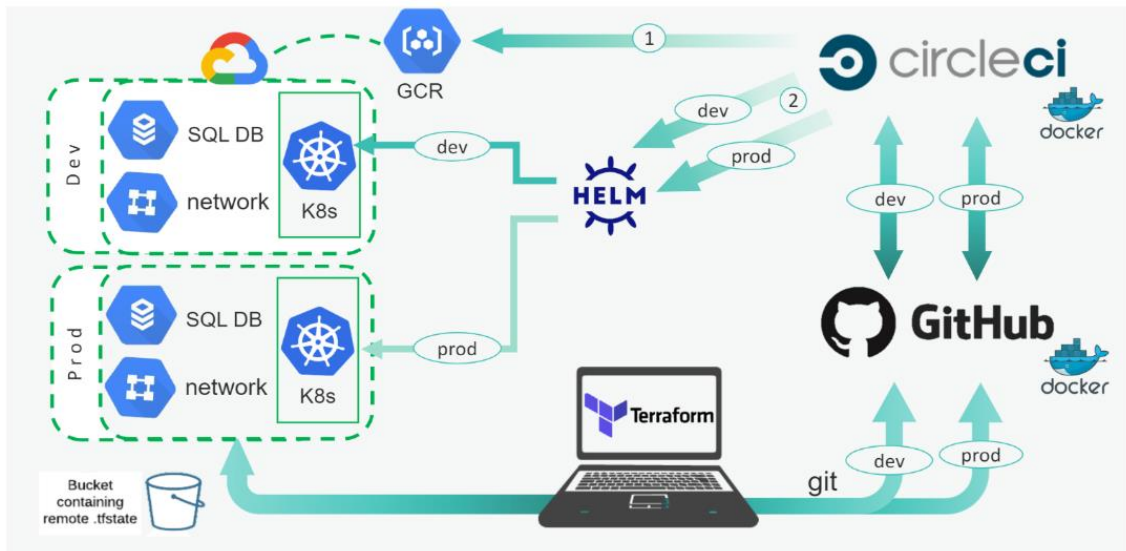 1
circleci
GCR
2
docker
dev
prod
Dev
SQL DB
network
K8s
dev
HELM
dev
prod
GitHub
docker
Prod
SQL DB
network
K8s
prod
Terraform
dev
prod
git
Bucket
containing
remote .tfstate